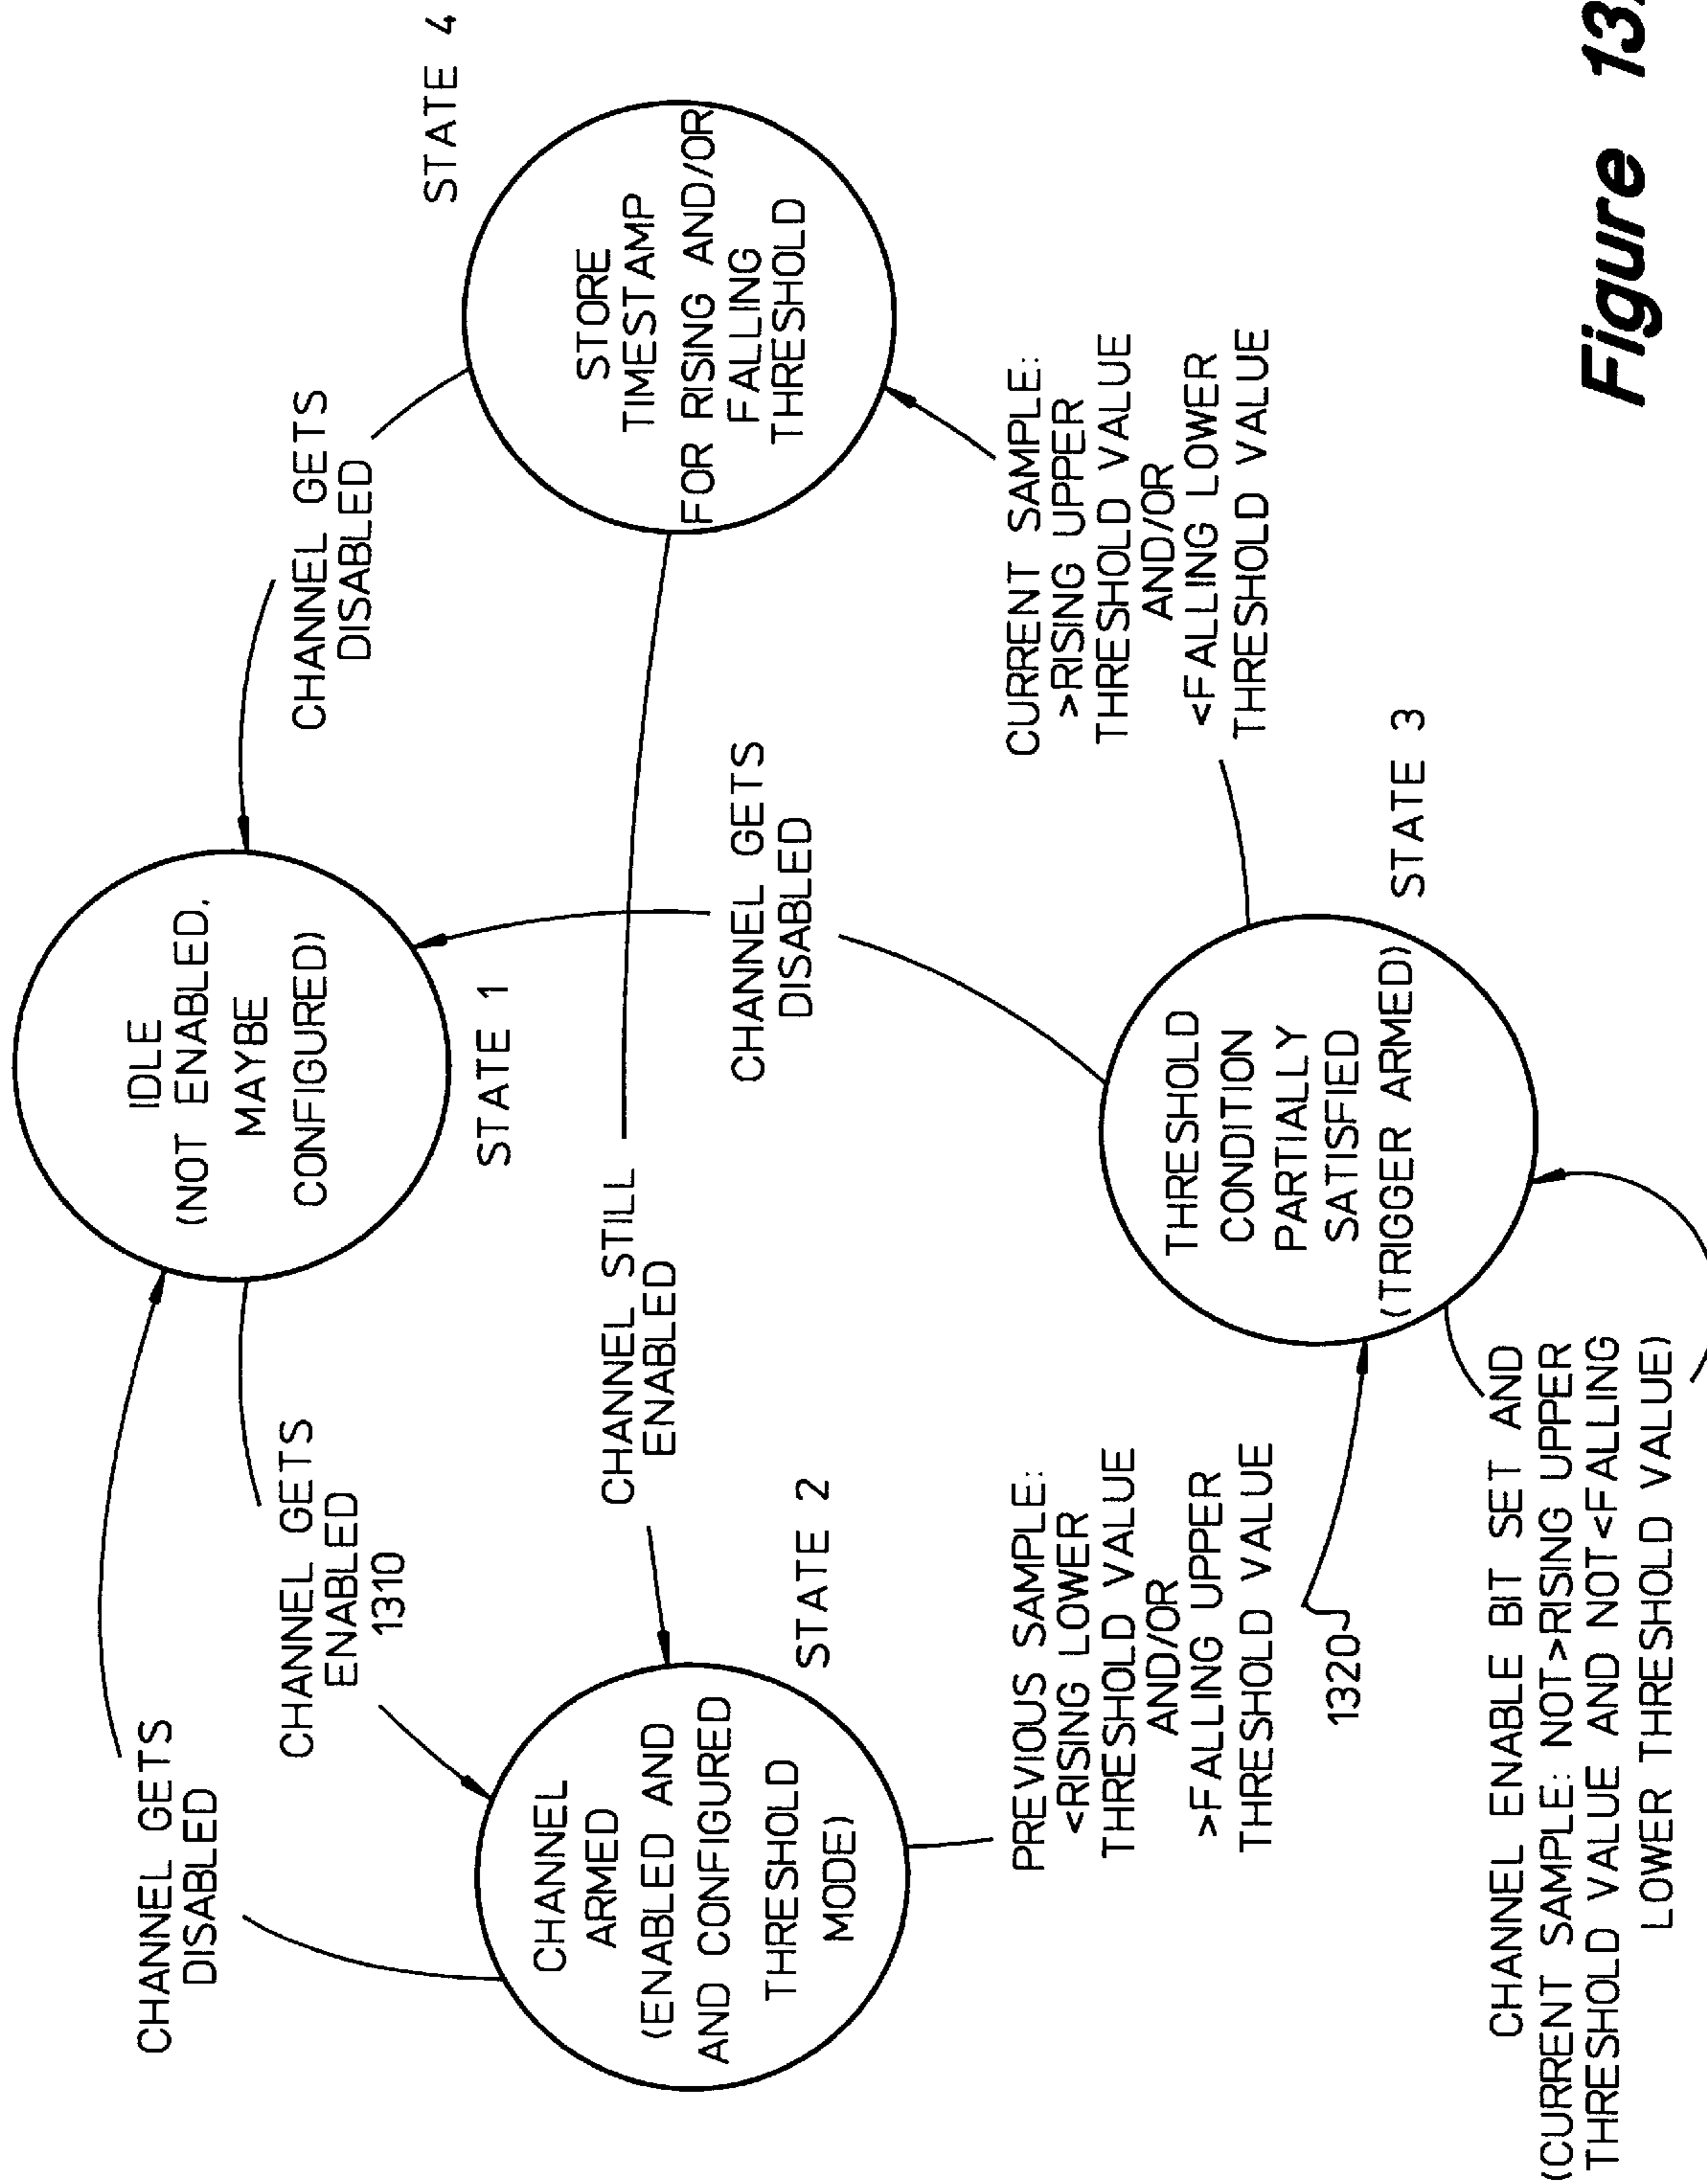 IDLE
(NOT ENABLED,
MAYBE
CONFIGURED)
STATE 1
CHANNEL GETS
DISABLED
CHANNEL GETS
ENABLED
1310
CHANNEL GETS
DISABLED
STATE 4
STORE
TIMESTAMP
FOR RISING AND/OR
FALLING
THRESHOLD
CHANNEL STILL
ENABLED
CHANNEL GETS
DISABLED
CHANNEL
ARMED
(ENABLED AND
AND CONFIGURED
THRESHOLD
MODE)
STATE 2
PREVIOUS SAMPLE:
<RISING LOWER
THRESHOLD VALUE
AND/OR
>FALLING UPPER
THRESHOLD VALUE
1320
THRESHOLD
CONDITION
PARTIALLY
SATISFIED
(TRIGGER ARMED)
STATE 3
CURRENT SAMPLE:
>RISING UPPER
THRESHOLD VALUE
AND/OR
<FALLING LOWER
THRESHOLD VALUE
CHANNEL ENABLE BIT SET AND
(CURRENT SAMPLE: NOT>RISING UPPER
THRESHOLD VALUE AND NOT<FALLING
LOWER THRESHOLD VALUE)
Figure 13